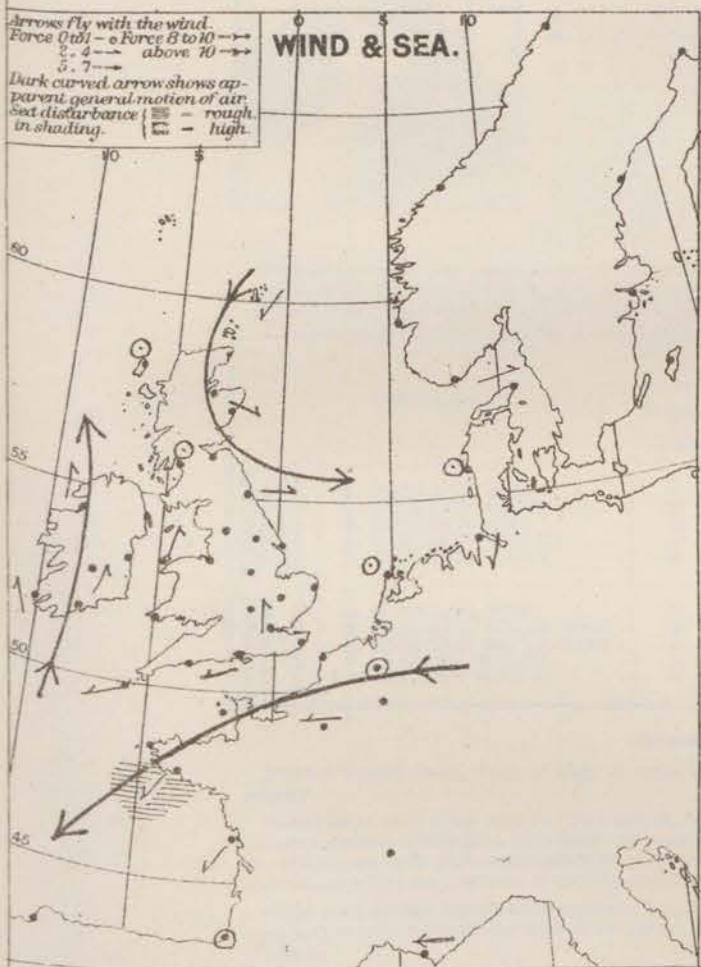 Arrows fly with the wind.
Force 0 to 1 - o Force 8 to 10
2.4 above 10
5.7
Dark curved arrow shows ap-
parent general motion of air.
Sea disturbance { = rough.
in shading. { - high.
WIND & SEA.
0 10
10 5
5
60
55
50
45